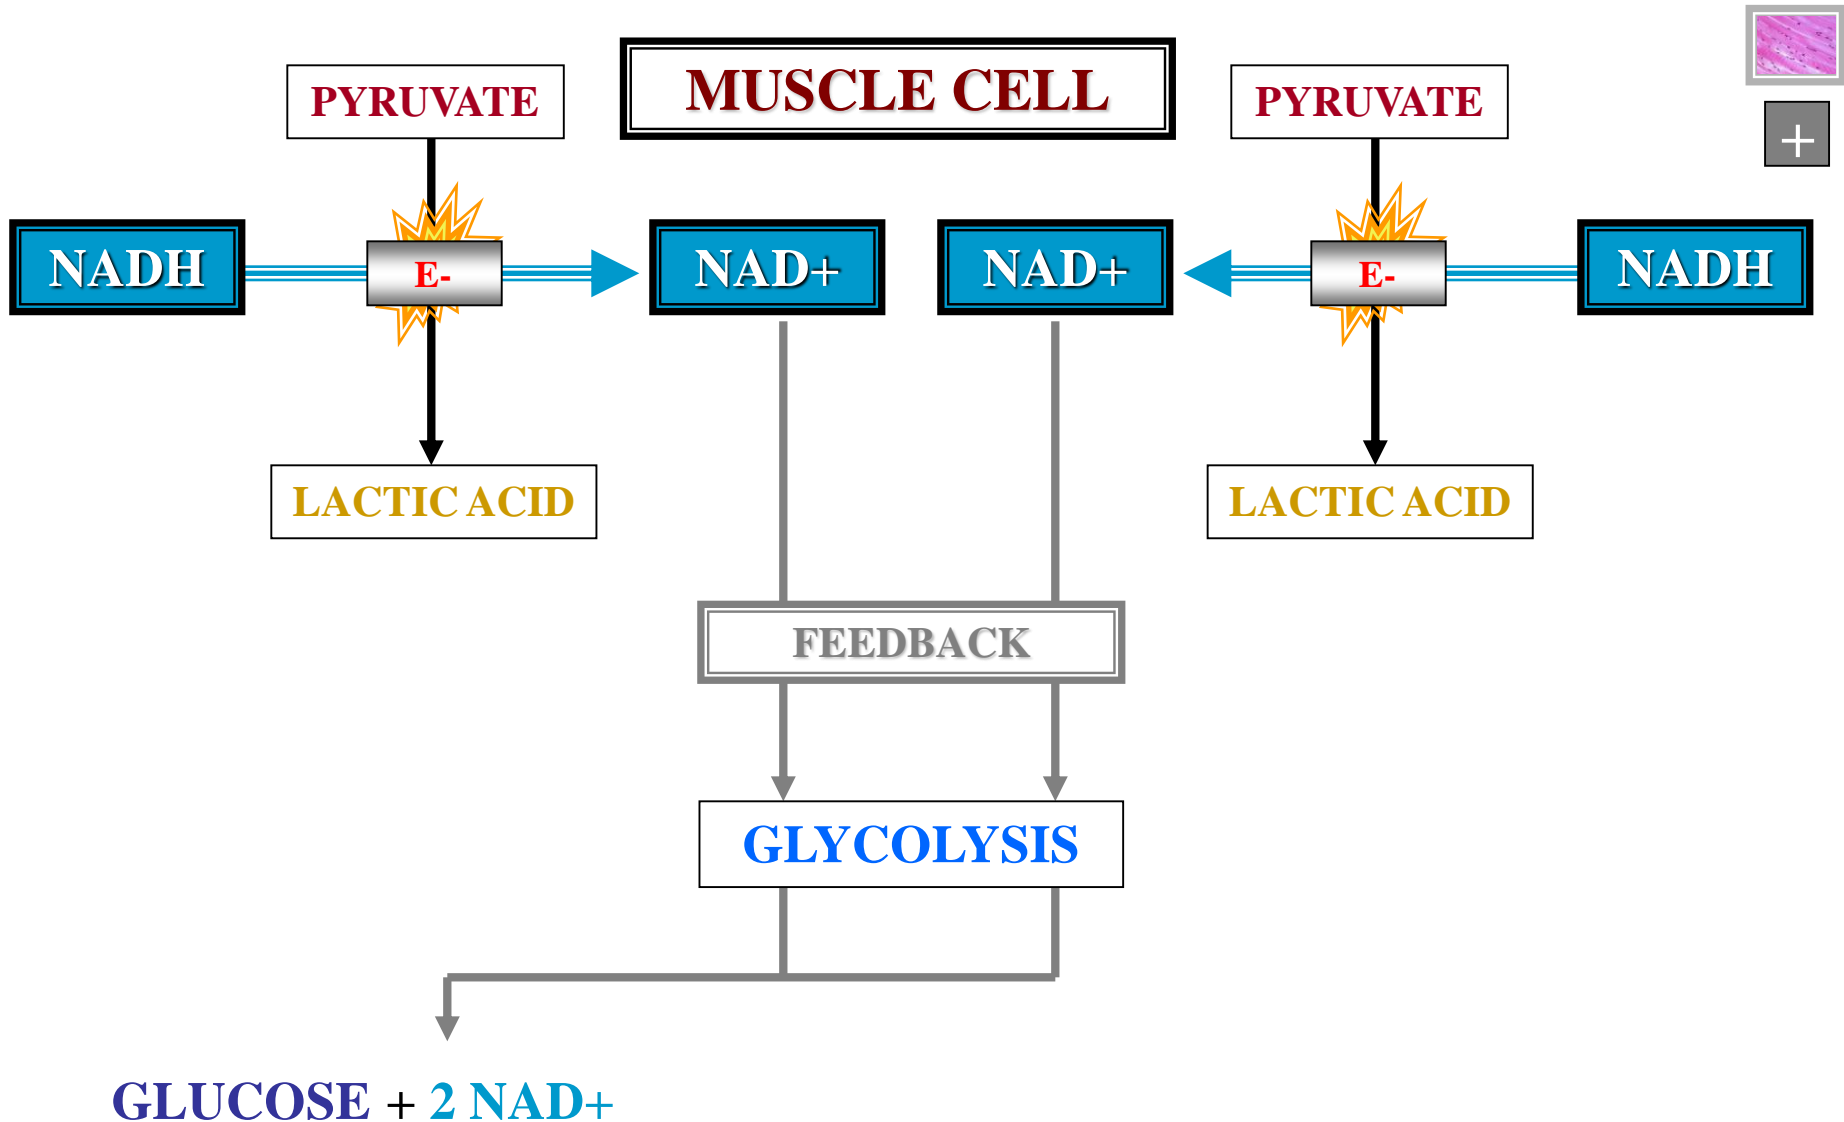 MUSCLE CELL
PYRUVATE
PYRUVATE
+
NADH
E-
NAD+
NAD+
E-
NADH
LACTIC ACID
LACTIC ACID
FEEDBACK
GLYCOLYSIS
GLUCOSE + 2 NAD+